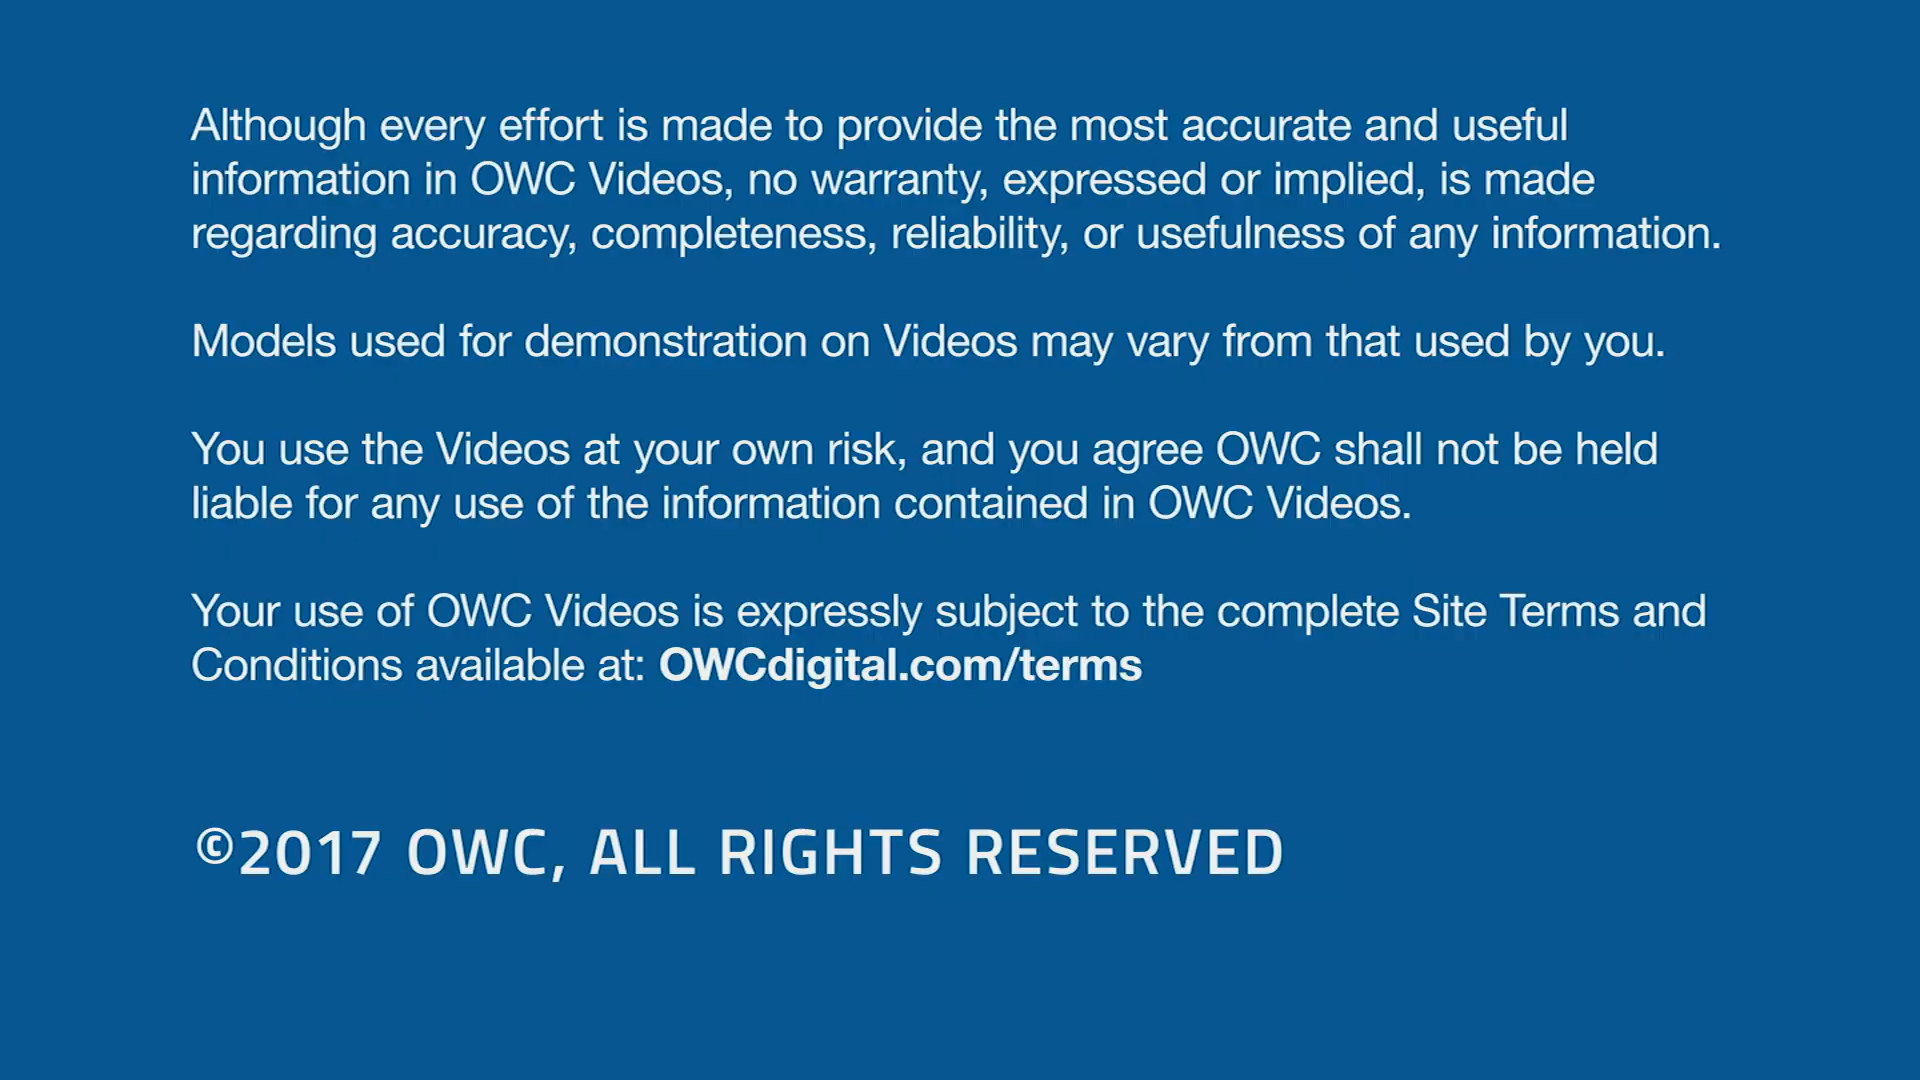 Although every effort is made to provide the most accurate and useful
information in OWC Videos, no warranty, expressed or implied, is made
regarding accuracy, completeness, reliability, or usefulness of any information.
Models used for demonstration on Videos may vary from that used by you.
You use the Videos at your own risk, and you agree OWC shall not be held
liable for any use of the information contained in OWC Videos.
Your use of OWC Videos is expressly subject to the complete Site Terms and
Conditions available at: OWCdigital.com/terms
©2017 OWC, ALL RIGHTS RESERVED